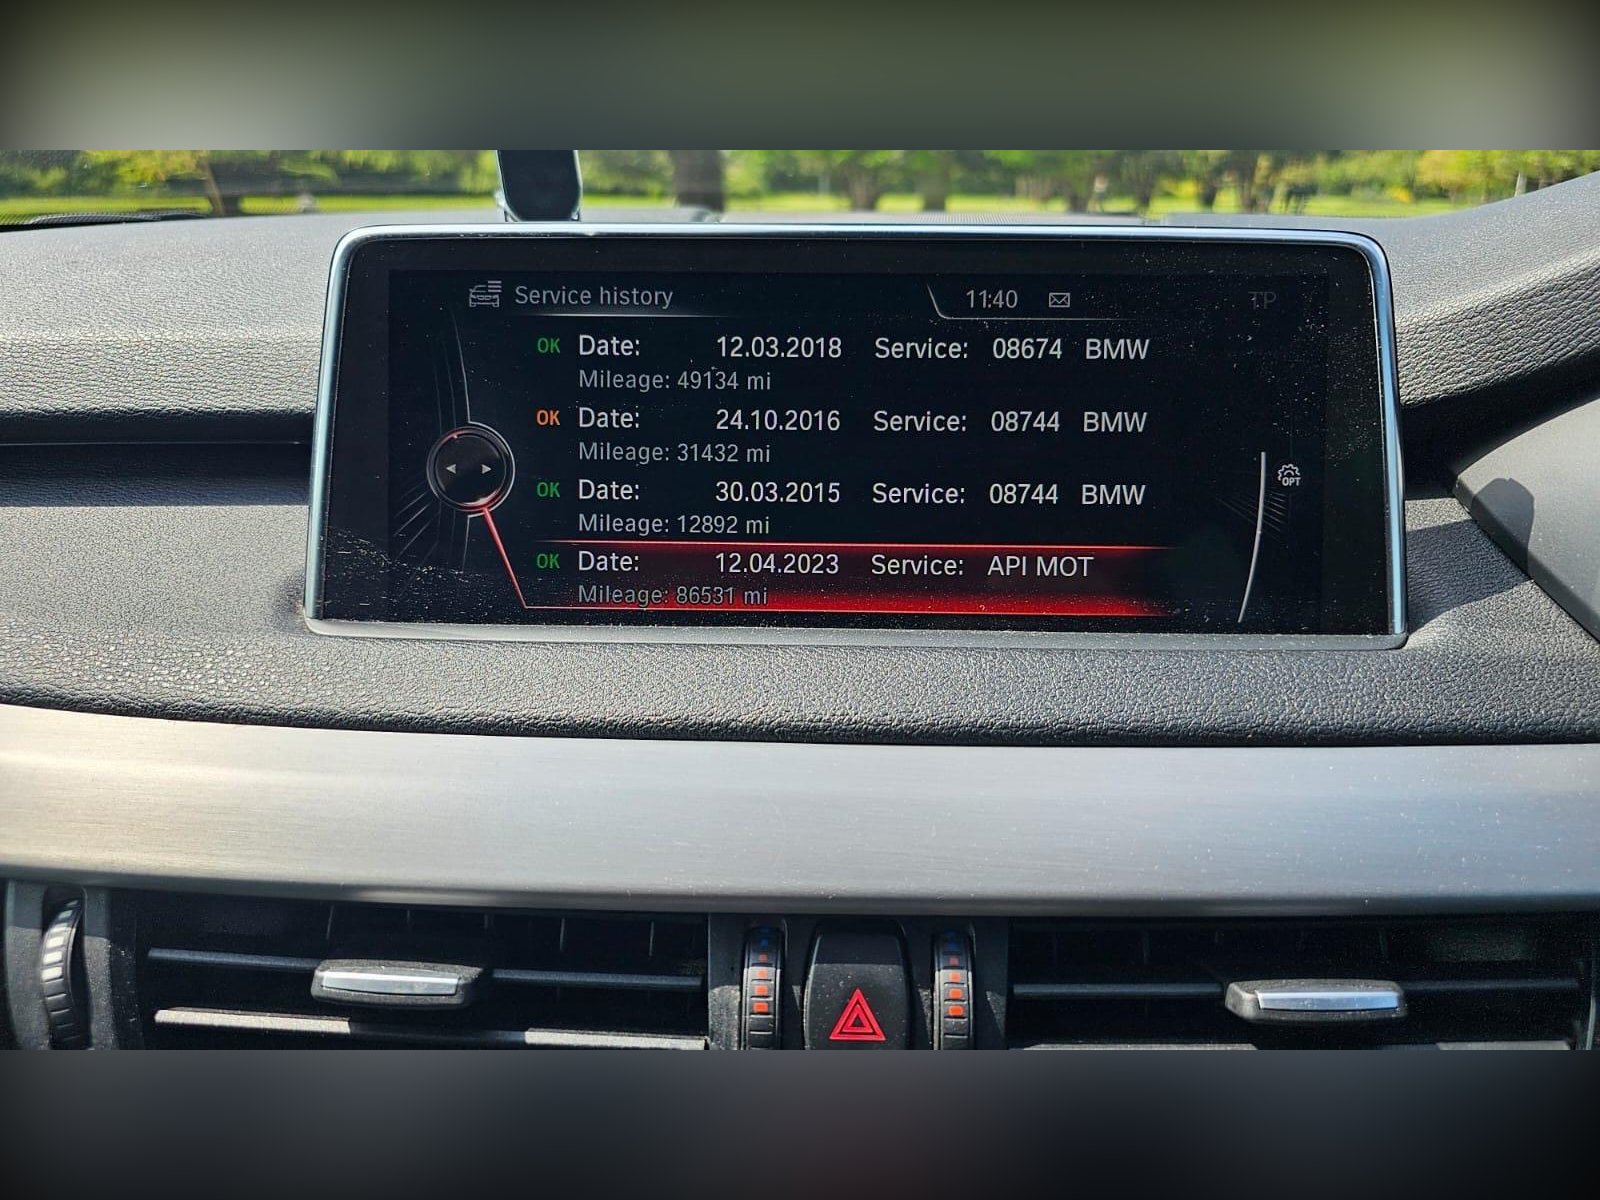 Service history 11:40 TP
OK Date: 12.03.2018 Service: 08674 BMW
Mileage: 49134 mi
OK Date: 24.10.2016 Service: 08744 BMW
Mileage: 31432 mi
OPT
OK Date: 30.03.2015 Service: 08744 BMW
Mileage: 12892 mi
OK Date: 12.04.2023 Service: API MOT
Mileage: 86531 mi